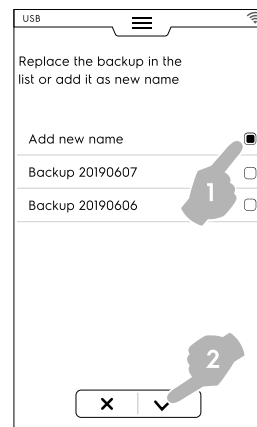 USB
Replace the backup in the
list or add it as new name
Add new name
Backup 20190607
1
Backup 20190606
2